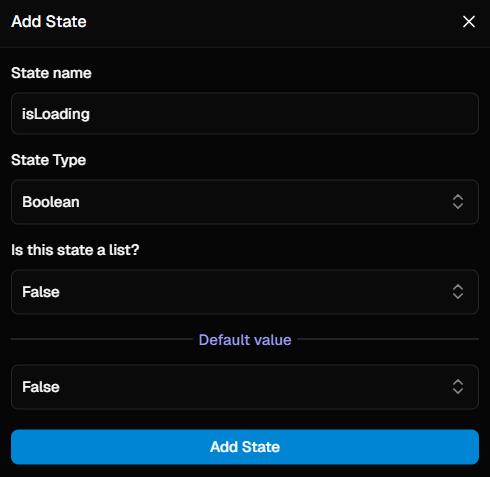 Add State
State name
isLoading
State Type
Boolean
Is this state a list?
False
Default value
False
Add State